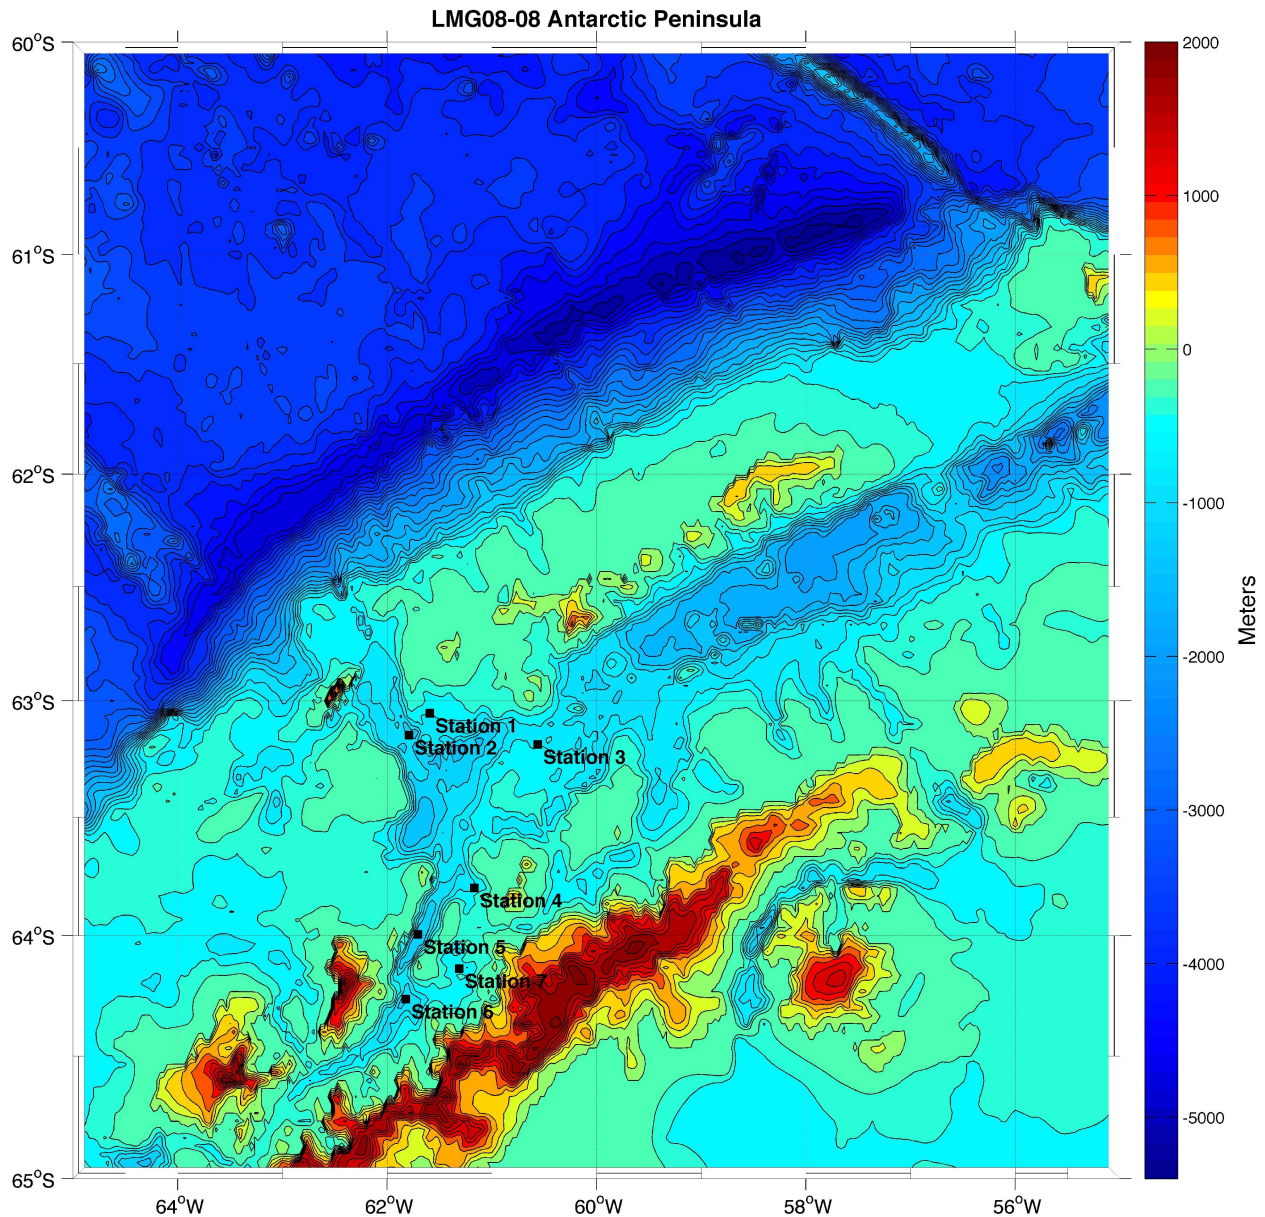 LMG08-08 Antarctic Peninsula
60°S
61°S
62°S
63°S
64°S
65°S
64°W
62°W
60°W
58°W
56°W
Station 1
Station 2
Station 3
Station 4
Station 5
Station 7
Station 6
2000
1000
0
-1000
-2000
-3000
-4000
-5000
Meters